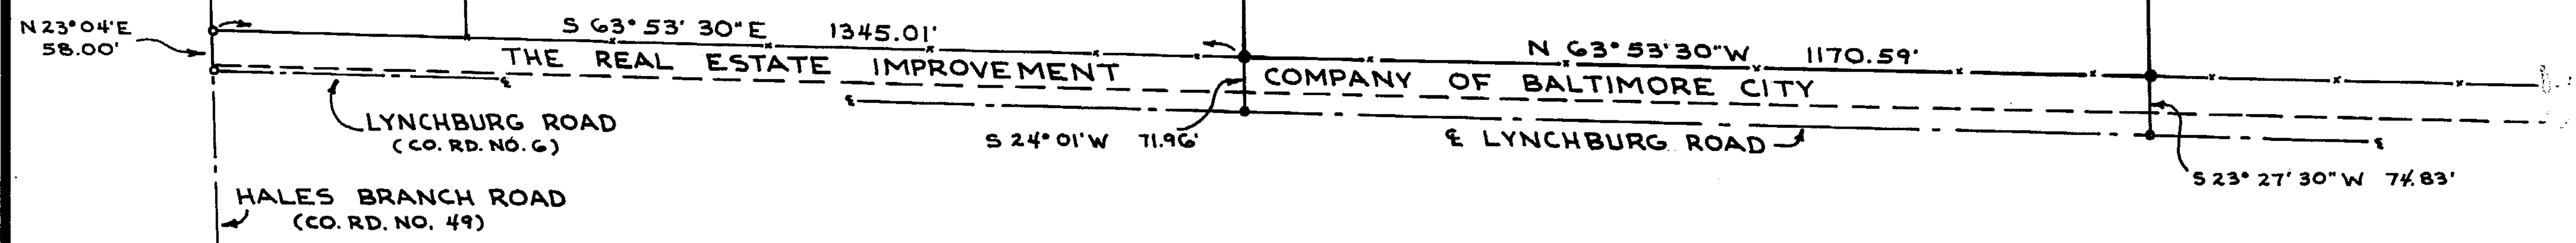 N 23° 04' E
58.00'
S 63° 53' 30" E 1345.01'
N 63° 53' 30" W 1170.59'
THE REAL ESTATE IMPROVEMENT COMPANY OF BALTIMORE CITY
LYNCHBURG ROAD
(CO. RD. NO. 6)
S 24° 01' W 71.96'
℄ LYNCHBURG ROAD
S 23° 27' 30" W 74.83'
HALES BRANCH ROAD
(CO. RD. NO. 49)